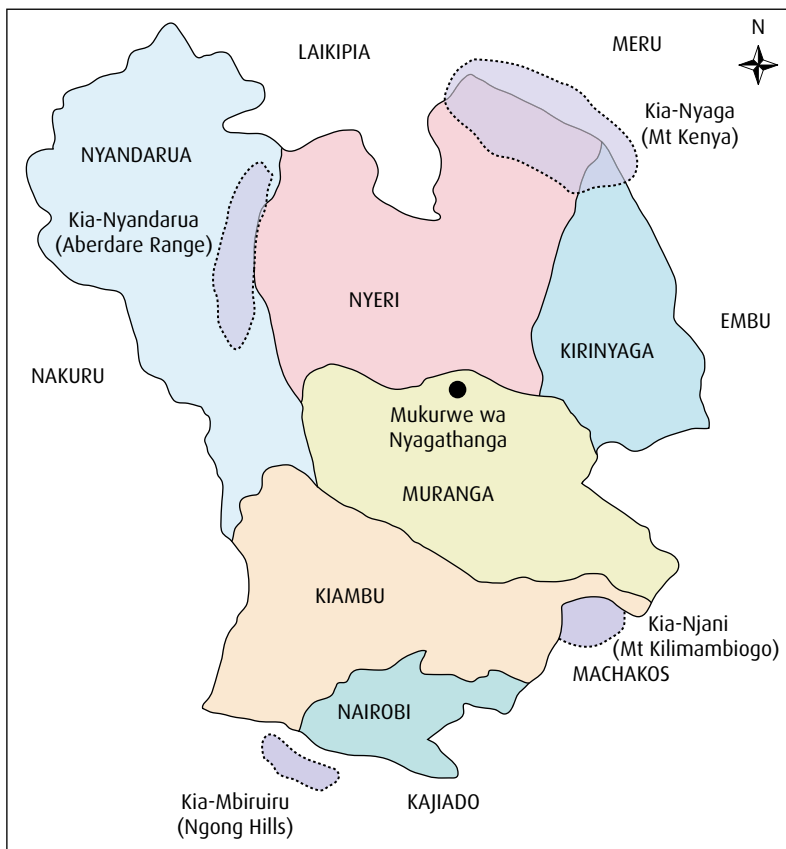 LAIKIPIA
MERU
N
Kia-Nyaga
(Mt Kenya)
NYANDARUA
Kia-Nyandarua
(Aberdare Range)
NYERI
EMBU
KIRINYAGA
NAKURU
Mukurwe wa
Nyagathanga
MURANGA
KIAMBU
Kia-Njani
(Mt Kilimambiogo)
MACHAKOS
NAIROBI
Kia-Mbiruiru
(Ngong Hills)
KAJIADO